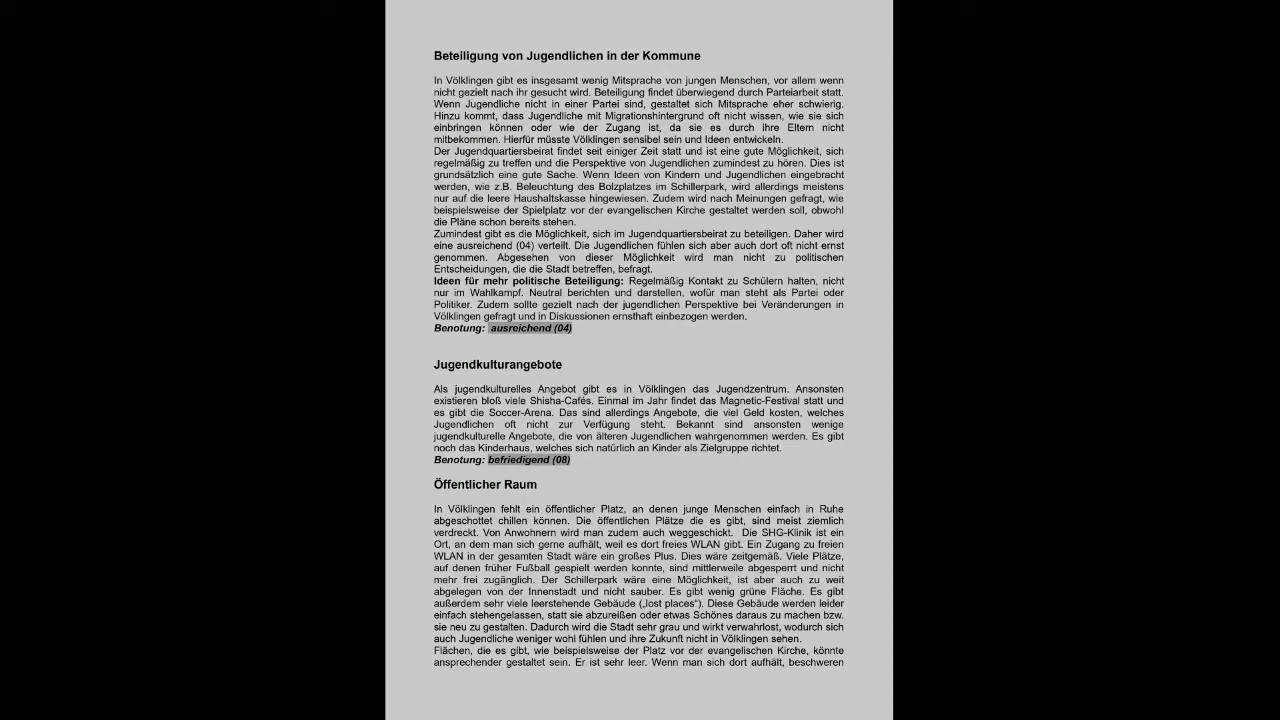 Beteiligung von Jugendlichen in der Kommune
In Völklingen gibt es insgesamt wenig Mitsprache von jungen Menschen, vor allem wenn
nicht gezielt nach ihr gesucht wird. Beteiligung findet überwiegend durch Parteiarbeit statt.
Wenn Jugendliche nicht in einer Partei sind, gestaltet sich Mitsprache eher schwierig.
Hinzu kommt, dass Jugendliche mit Migrationshintergrund oft nicht wissen, wie sie sich
einbringen können oder wie der Zugang ist, da sie es durch ihre Eltern nicht
mitbekommen. Hierfür müsste Völklingen sensibel sein und Ideen entwickeln.
Der Jugendquartiersbeirat findet seit einiger Zeit statt und ist eine gute Möglichkeit, sich
regelmäßig zu treffen und die Perspektive von Jugendlichen zumindest zu hören. Dies ist
grundsätzlich eine gute Sache. Wenn Ideen von Kindern und Jugendlichen eingebracht
werden, wie z.B. Beleuchtung des Bolzplatzes im Schillerpark, wird allerdings meistens
nur auf die leere Haushaltskasse hingewiesen. Zudem wird nach Meinungen gefragt, wie
beispielsweise der Spielplatz vor der evangelischen Kirche gestaltet werden soll, obwohl
die Pläne schon bereits stehen.
Zumindest gibt es die Möglichkeit, sich im Jugendquartiersbeirat zu beteiligen. Daher wird
eine ausreichend (04) verteilt. Die Jugendlichen fühlen sich aber auch dort oft nicht ernst
genommen. Abgesehen von dieser Möglichkeit wird man nicht zu politischen
Entscheidungen, die die Stadt betreffen, befragt.
Ideen für mehr politische Beteiligung: Regelmäßig Kontakt zu Schülern halten, nicht
nur im Wahlkampf. Neutral berichten und darstellen, wofür man steht als Partei oder
Politiker. Zudem sollte gezielt nach der jugendlichen Perspektive bei Veränderungen in
Völklingen gefragt und in Diskussionen ernsthaft einbezogen werden.
Benotung: ausreichend (04)
Jugendkulturangebote
Als jugendkulturelles Angebot gibt es in Völklingen das Jugendzentrum. Ansonsten
existieren bloß viele Shisha-Cafés. Einmal im Jahr findet das Magnetic-Festival statt und
es gibt die Soccer-Arena. Das sind allerdings Angebote, die viel Geld kosten, welches
Jugendlichen oft nicht zur Verfügung steht. Bekannt sind ansonsten wenige
jugendkulturelle Angebote, die von älteren Jugendlichen wahrgenommen werden. Es gibt
noch das Kinderhaus, welches sich natürlich an Kinder als Zielgruppe richtet.
Benotung: befriedigend (08)
Öffentlicher Raum
In Völklingen fehlt ein öffentlicher Platz, an denen junge Menschen einfach in Ruhe
abgeschottet chillen können. Die öffentlichen Plätze die es gibt, sind meist ziemlich
verdreckt. Von Anwohnern wird man zudem auch weggeschickt. Die SHG-Klinik ist ein
Ort, an dem man sich gerne aufhält, weil es dort freies WLAN gibt. Ein Zugang zu freien
WLAN in der gesamten Stadt wäre ein großes Plus. Dies wäre zeitgemäß. Viele Plätze,
auf denen früher Fußball gespielt werden konnte, sind mittlerweile abgesperrt und nicht
mehr frei zugänglich. Der Schillerpark wäre eine Möglichkeit, ist aber auch zu weit
abgelegen von der Innenstadt und nicht sauber. Es gibt wenig grüne Fläche. Es gibt
außerdem sehr viele leerstehende Gebäude („lost places“). Diese Gebäude werden leider
einfach stehengelassen, statt sie abzureißen oder etwas Schönes daraus zu machen bzw.
sie neu zu gestalten. Dadurch wird die Stadt sehr grau und wirkt verwahrlost, wodurch sich
auch Jugendliche weniger wohl fühlen und ihre Zukunft nicht in Völklingen sehen.
Flächen, die es gibt, wie beispielsweise der Platz vor der evangelischen Kirche, könnte
ansprechender gestaltet sein. Er ist sehr leer. Wenn man sich dort aufhält, beschweren